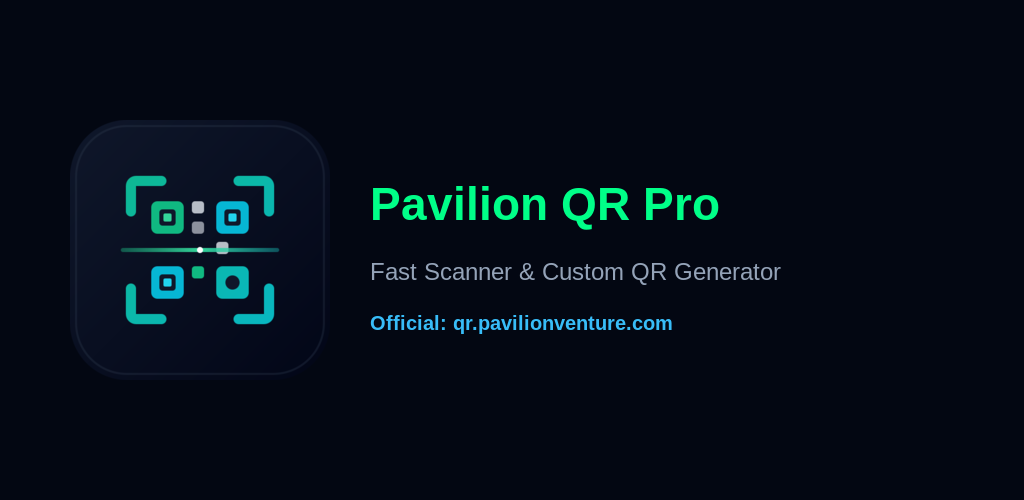 Pavilion QR Pro
Fast Scanner & Custom QR Generator
Official: qr.pavilionventure.com